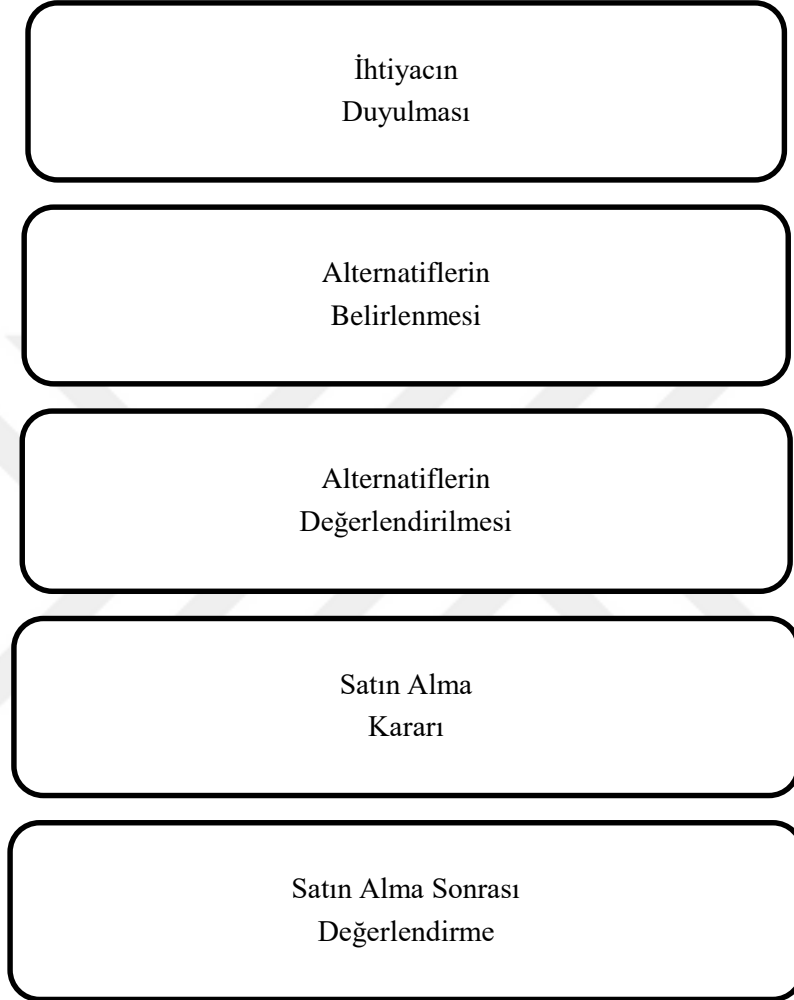 İhtiyacın
Duyulması
Alternatiflerin
Belirlenmesi
Alternatiflerin
Değerlendirilmesi
Satın Alma
Kararı
Satın Alma Sonrası
Değerlendirme